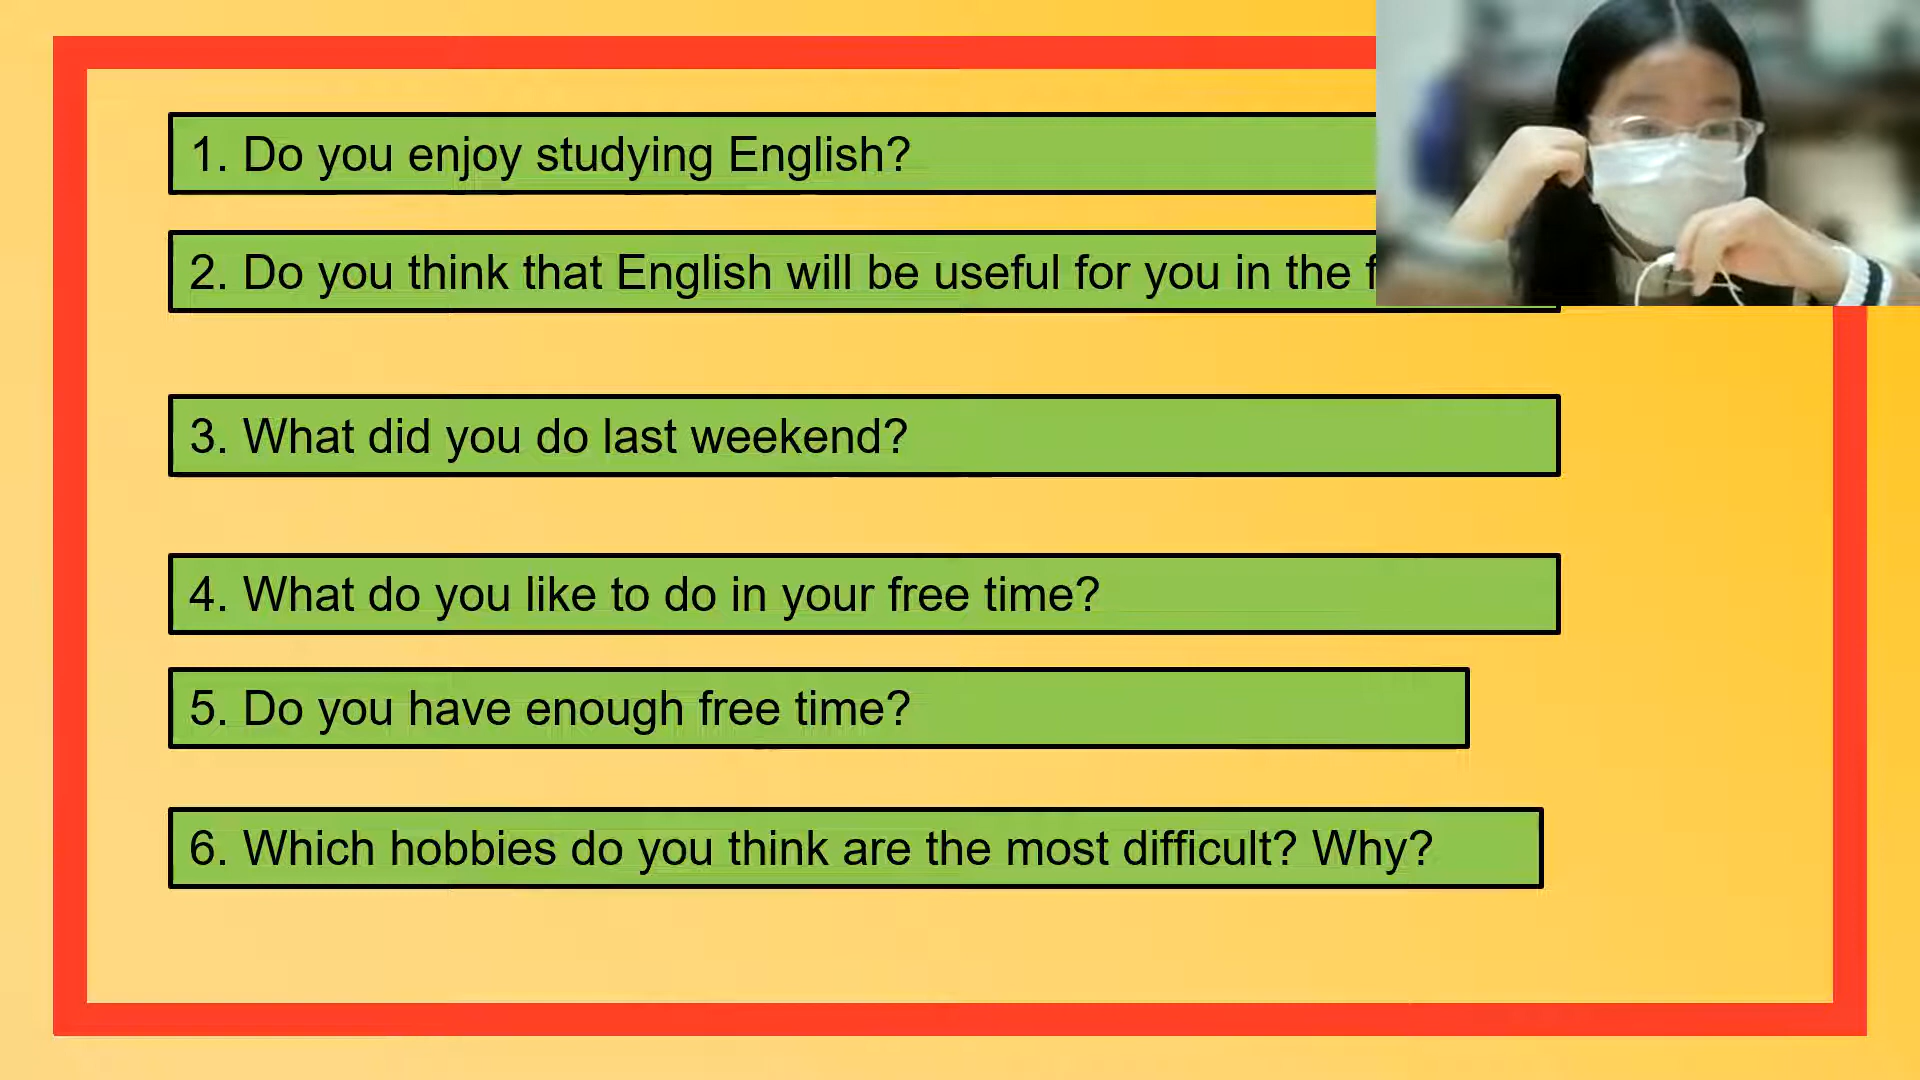 1. Do you enjoy studying English?
2. Do you think that English will be useful for you in the
3. What did you do last weekend?
4. What do you like to do in your free time?
5. Do you have enough free time?
6. Which hobbies do you think are the most difficult? Why?